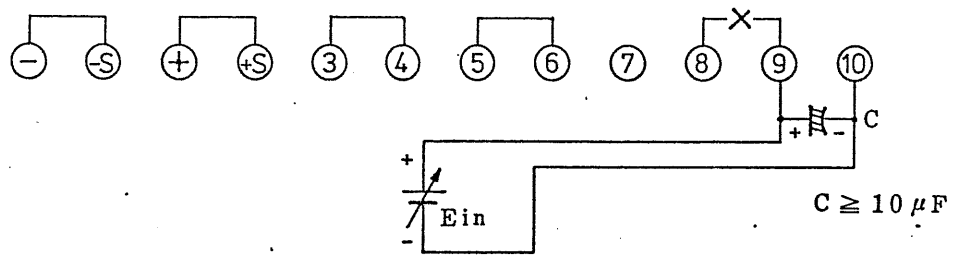 - -S + +S 3 4 5 6 7 8 9 10
+ - C
+
Ein
C ≧ 10 μF
-